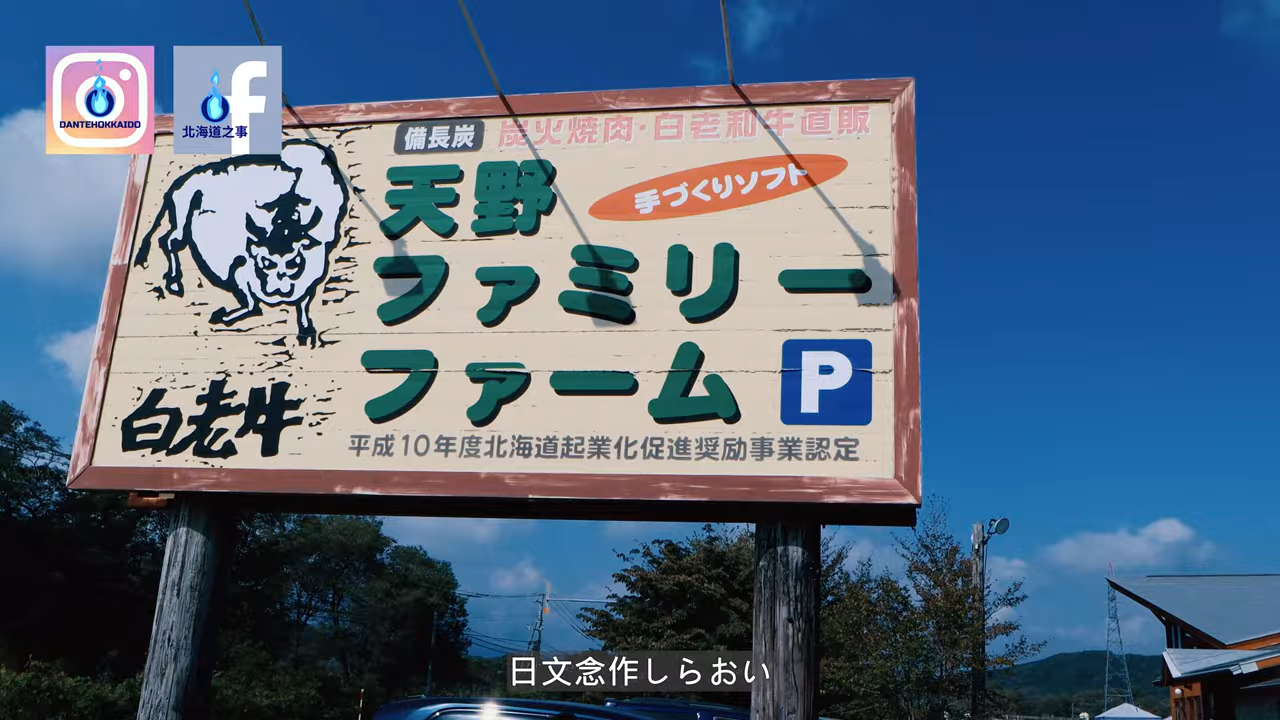 DANTEHOKKAIDO
北海道之事
備長炭 炭火焼肉・白老和牛直販
天野
手づくりソフト
ファミリー
ファーム
P
白老牛
平成10年度北海道起業化促進奨励事業認定
日文念作しらおい